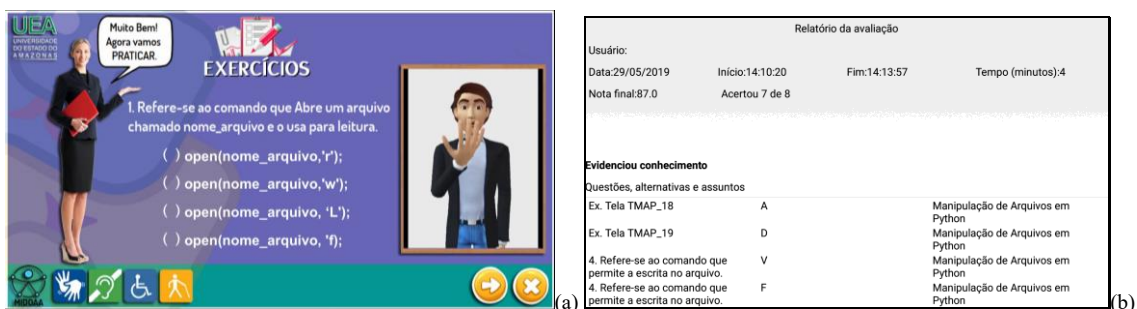 UEA
UNIVERSIDADE
DO ESTADO DO
AMAZONAS
Muito Bem!
Agora vamos
PRATICAR.
EXERCÍCIOS
1. Refere-se ao comando que Abre um arquivo
chamado nome_arquivo e o usa para leitura.
( ) open(nome_arquivo,'r');
( ) open(nome_arquivo,'w');
( ) open(nome_arquivo, 'L');
( ) open(nome_arquivo, 'f);
MIDOAA
(a)
Relatório da avaliação
Usuário:
Data:29/05/2019 Início:14:10:20 Fim:14:13:57 Tempo (minutos):4
Nota final:87.0 Acertou 7 de 8
Evidenciou conhecimento
Questões, alternativas e assuntos
Ex. Tela TMAP_18 A Manipulação de Arquivos em
Python
Ex. Tela TMAP_19 D Manipulação de Arquivos em
Python
4. Refere-se ao comando que V Manipulação de Arquivos em
permite a escrita no arquivo. Python
4. Refere-se ao comando que F Manipulação de Arquivos em
permite a escrita no arquivo. Python
(b)